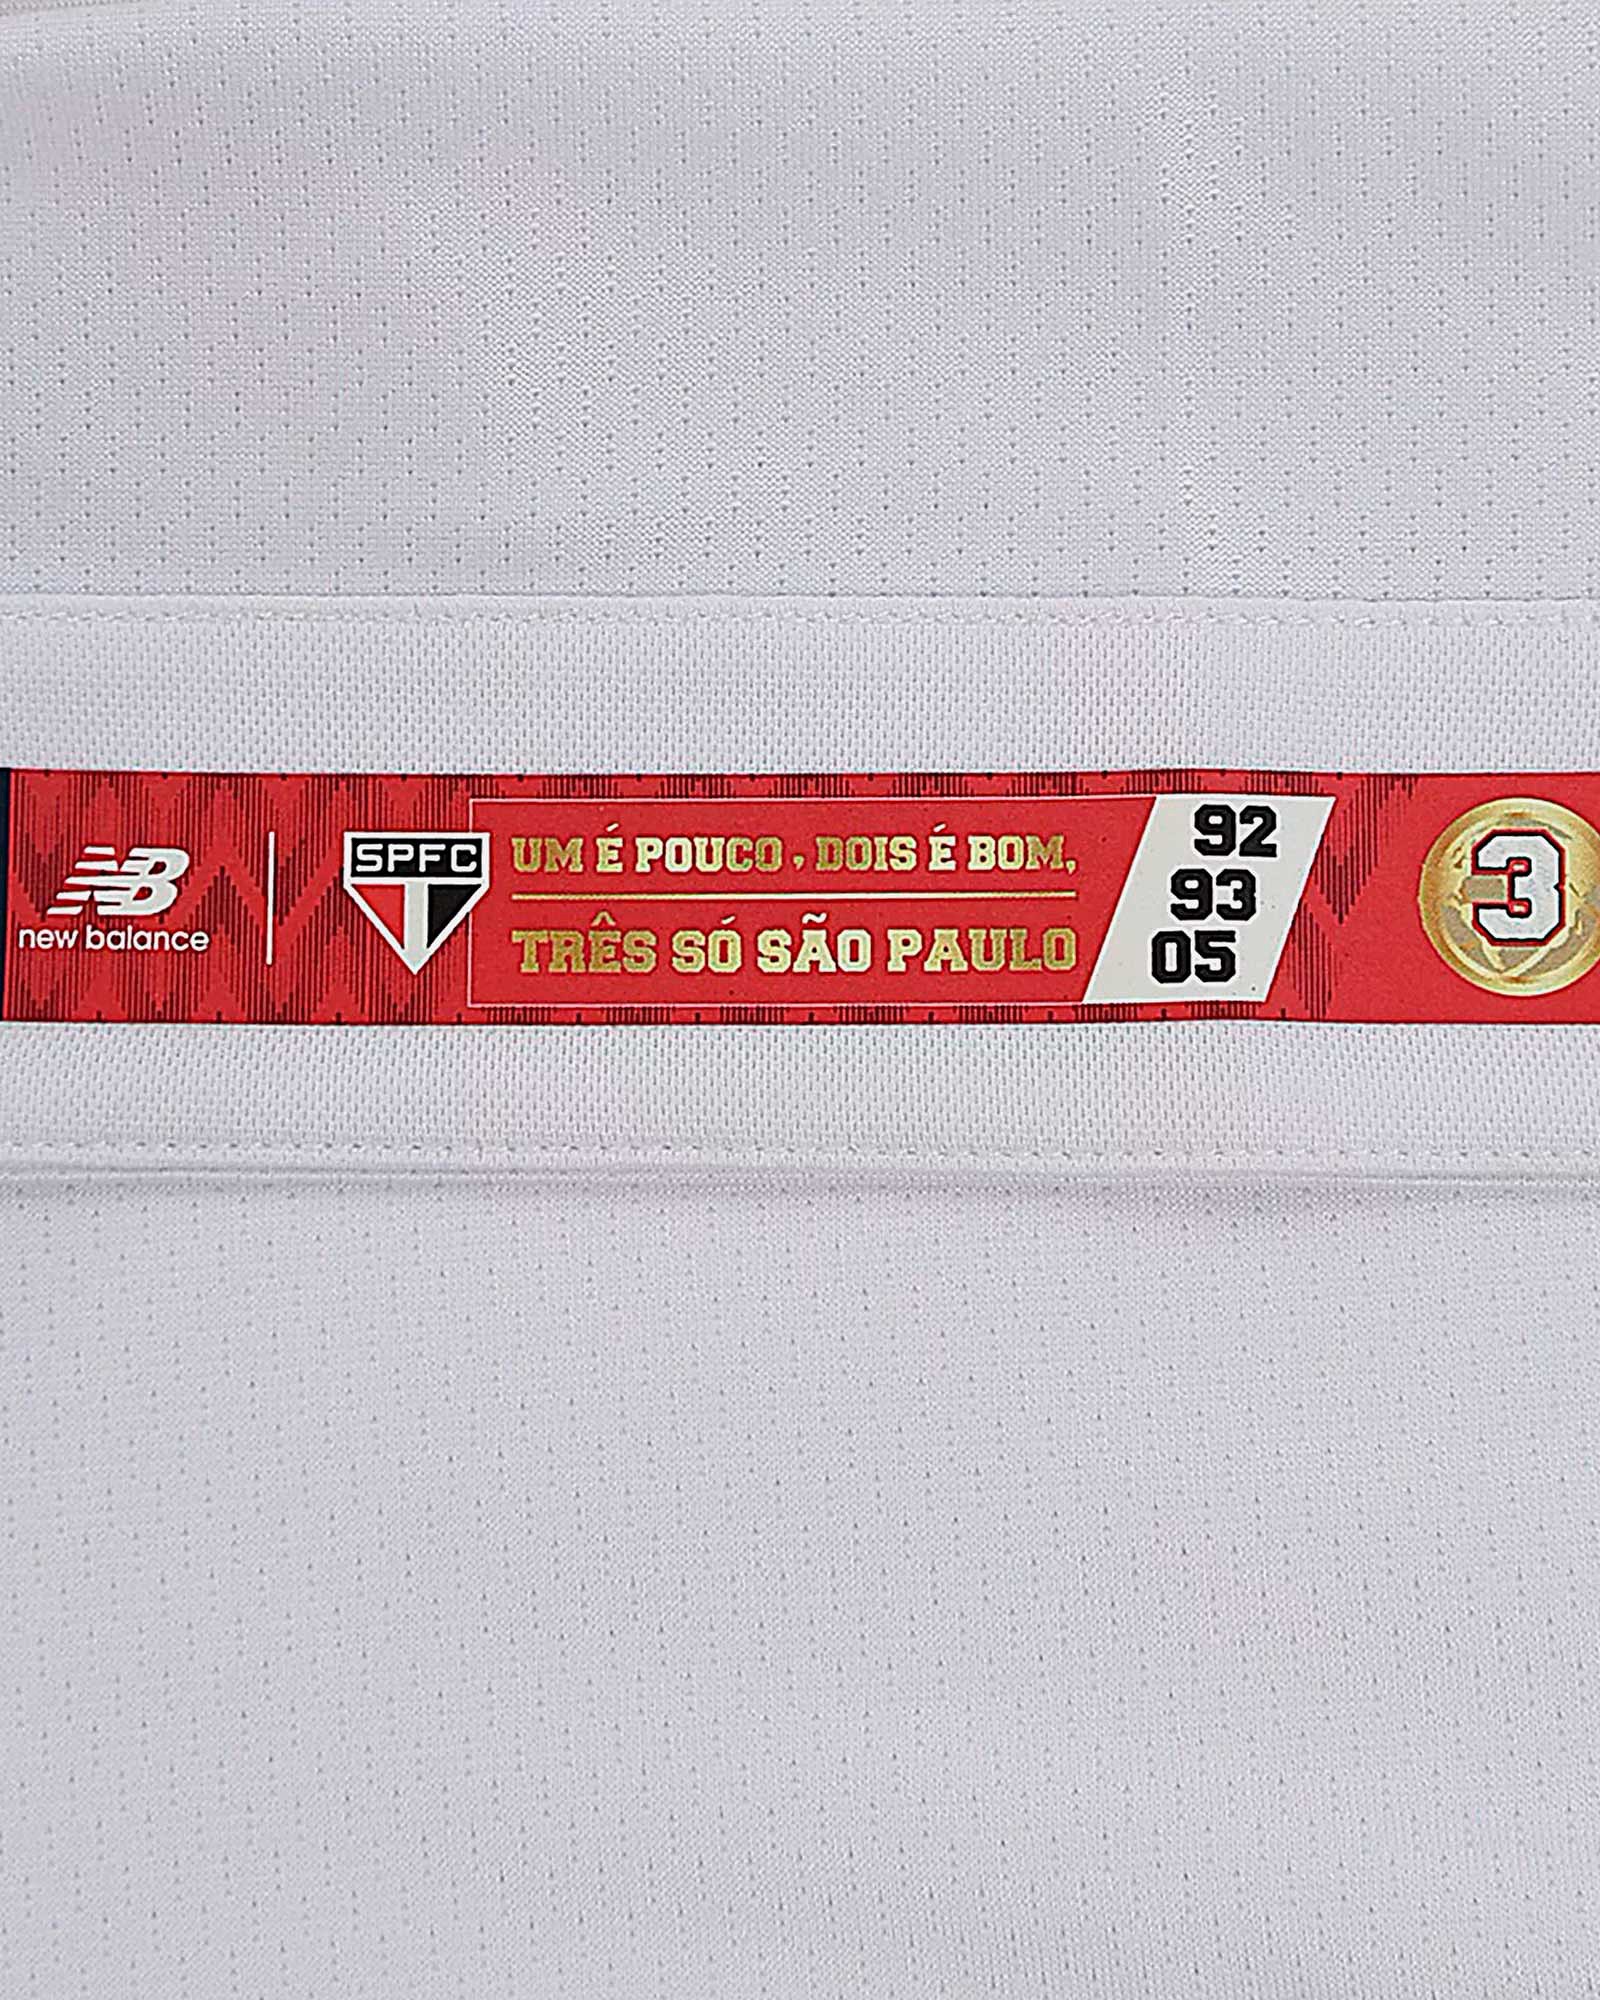 new balance
SPFC
UM É POUCO, DOIS É BOM,
TRÊS SÓ SÃO PAULO
92
93
05
3